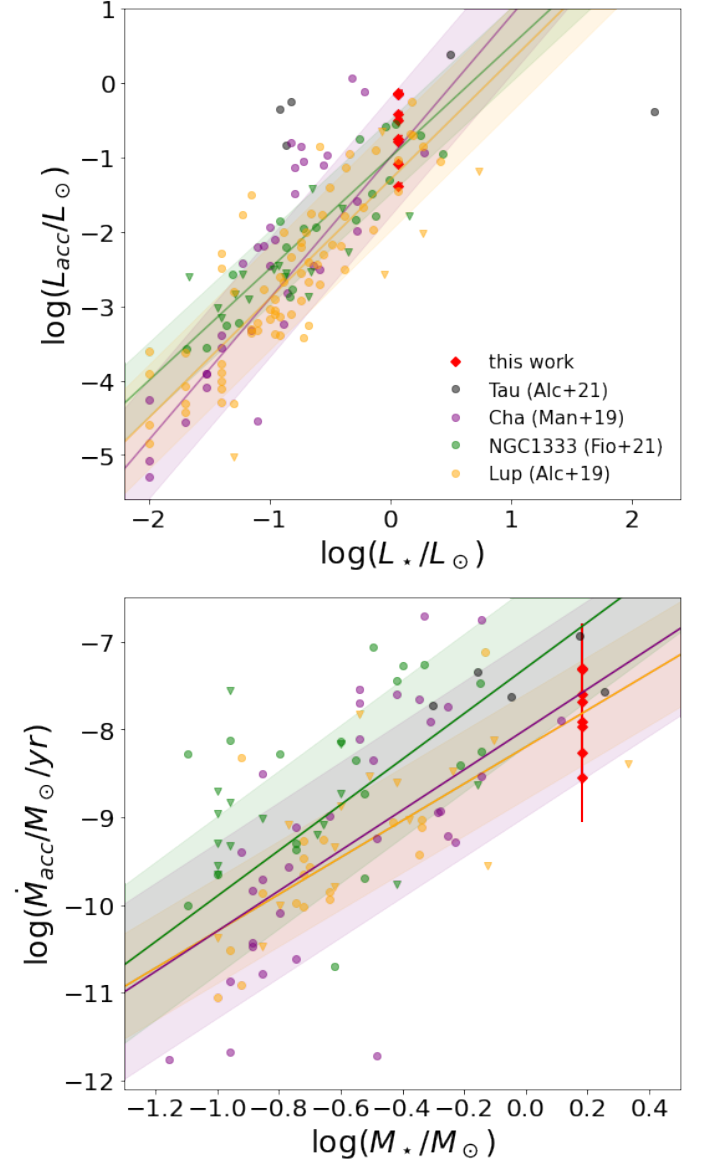 1
0
−1
−2
−3
−4
−5
log(L_acc/L_⊙)
this work
Tau (Alc+21)
Cha (Man+19)
NGC1333 (Fio+21)
Lup (Alc+19)
−2 −1 0 1 2
log(L_⋆/L_⊙)
−7
−8
−9
−10
−11
−12
log(Ṁ_acc/M_⊙/yr)
−1.2 −1.0 −0.8 −0.6 −0.4 −0.2 0.0 0.2 0.4
log(M_⋆/M_⊙)